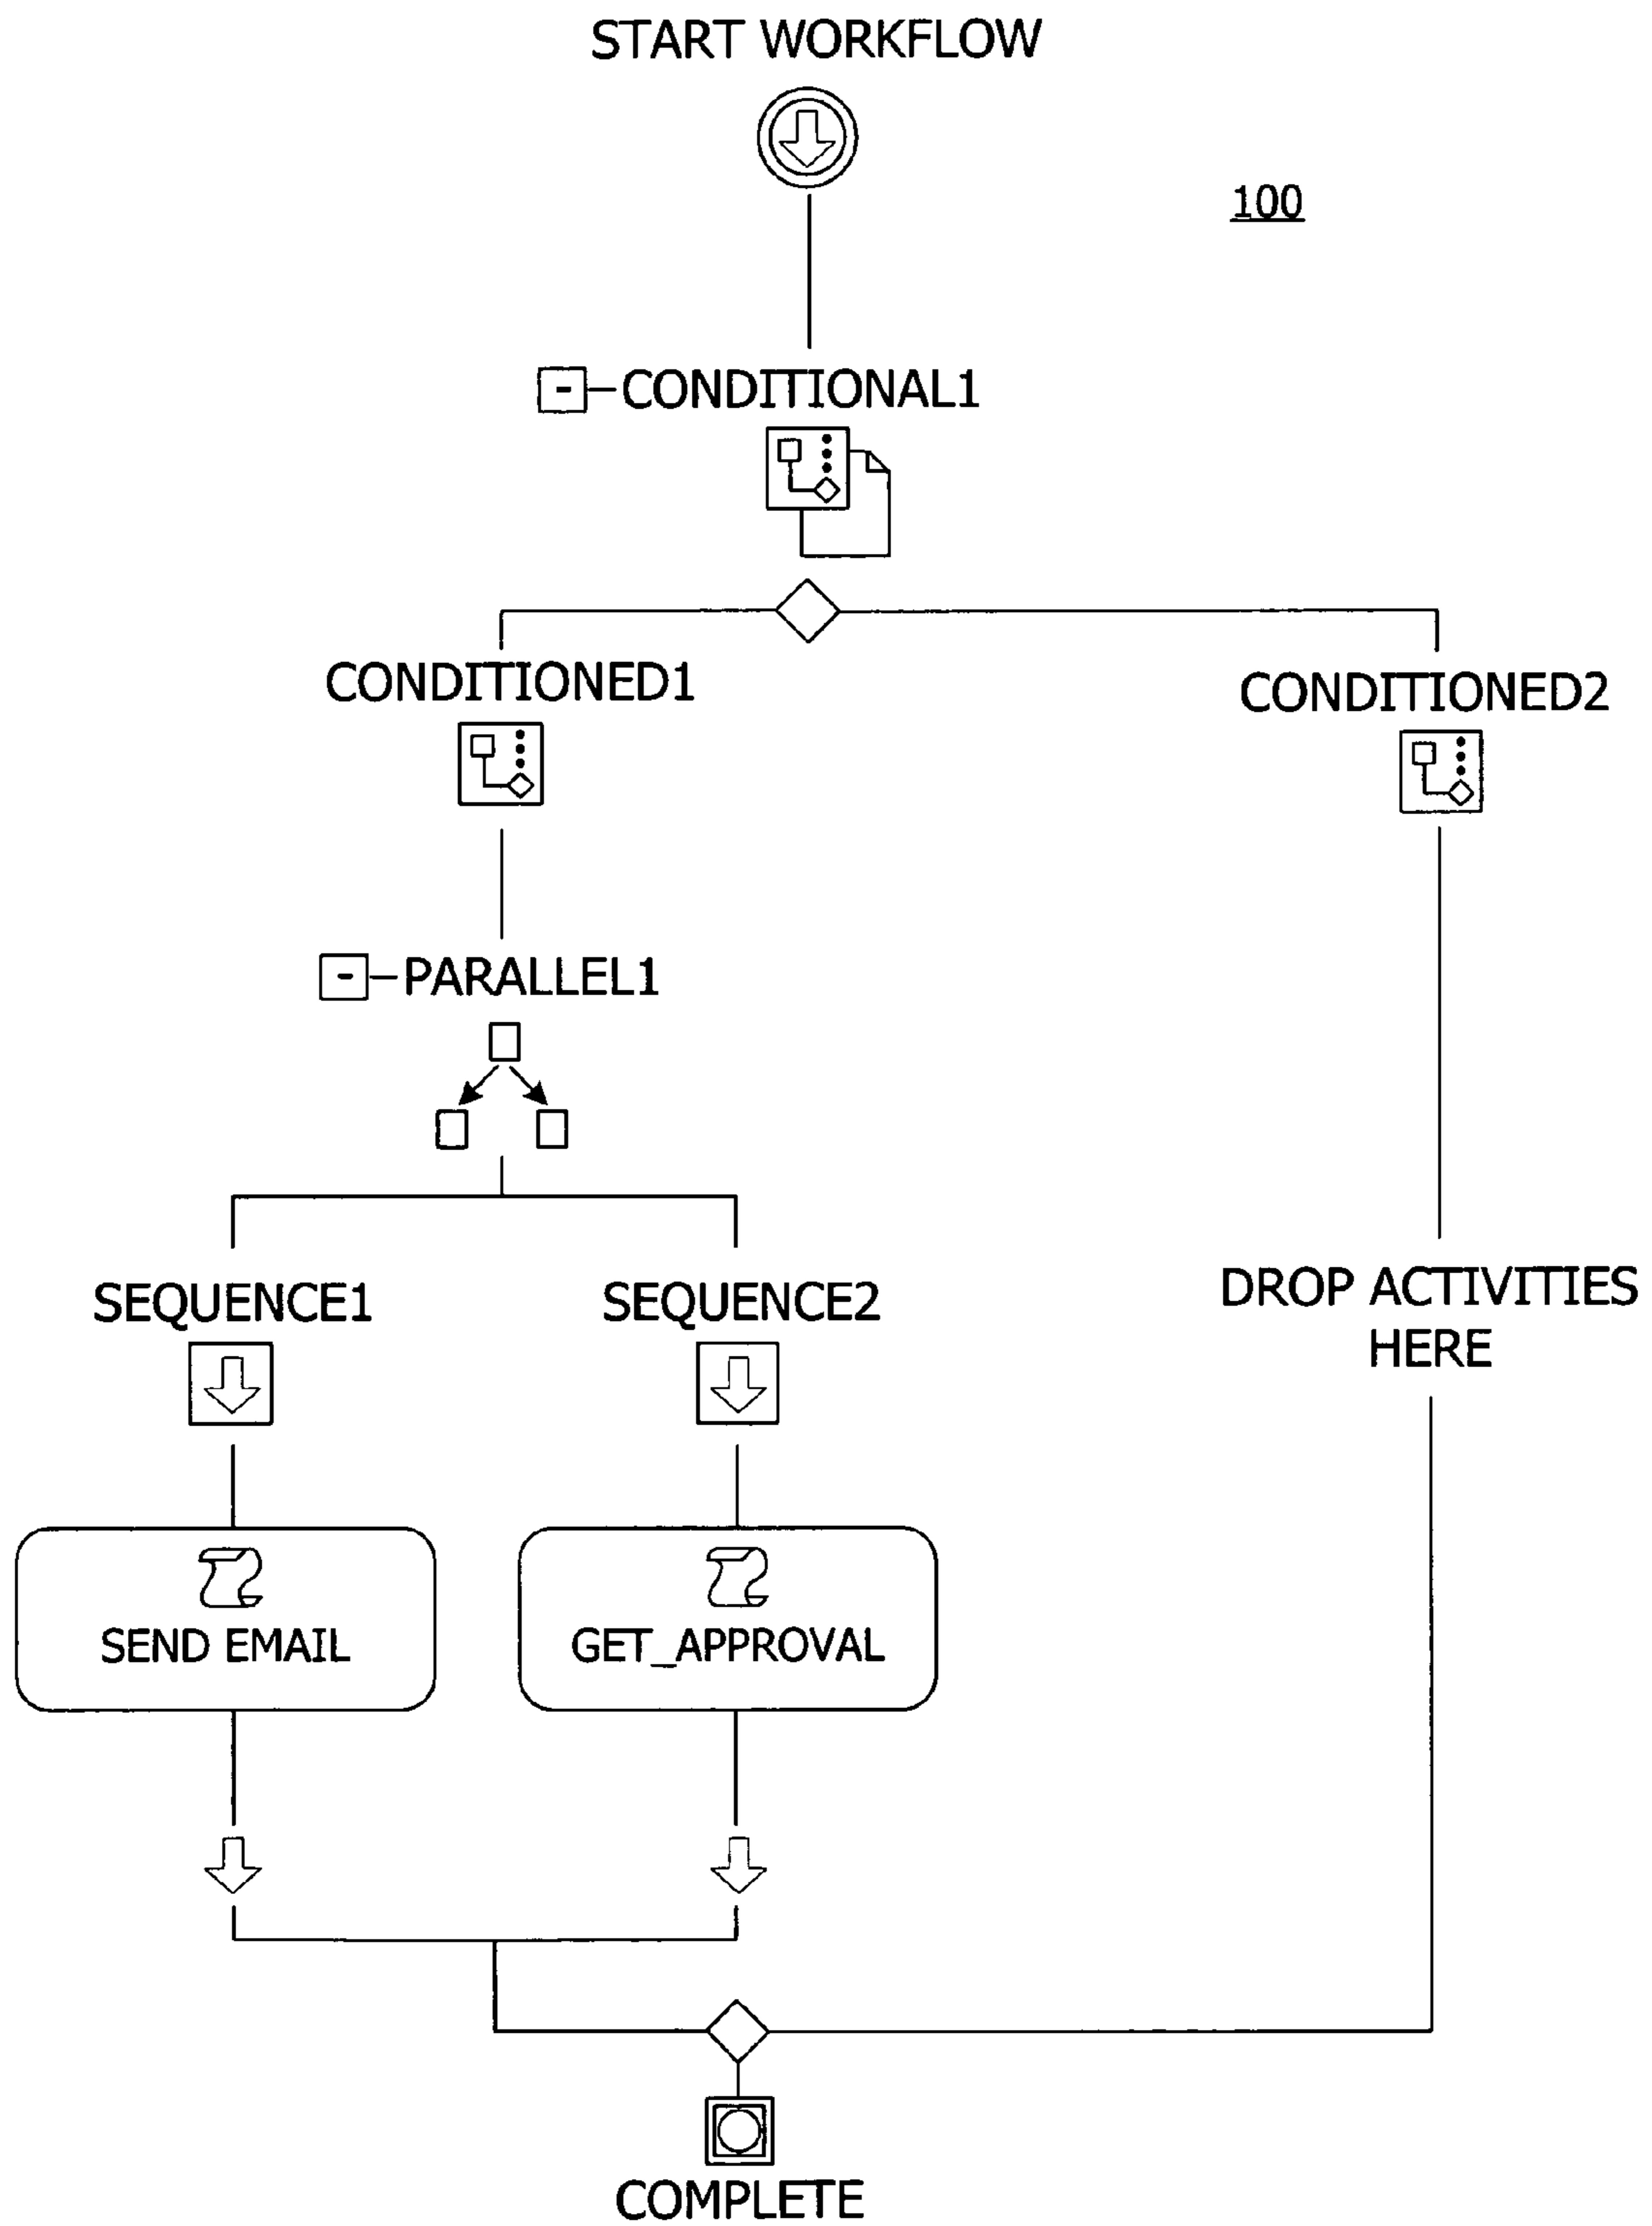 START WORKFLOW
100
CONDITIONAL1
CONDITIONED1
CONDITIONED2
PARALLEL1
SEQUENCE1
SEQUENCE2
DROP ACTIVITIES
HERE
SEND EMAIL
GET_APPROVAL
COMPLETE